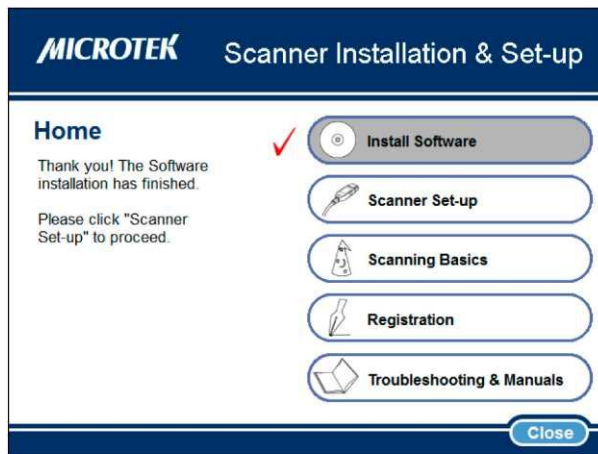 MICROTEK
Scanner Installation & Set-up
Home
Thank you! The Software
installation has finished.
Please click "Scanner
Set-up" to proceed.
Install Software
Scanner Set-up
Scanning Basics
Registration
Troubleshooting & Manuals
Close